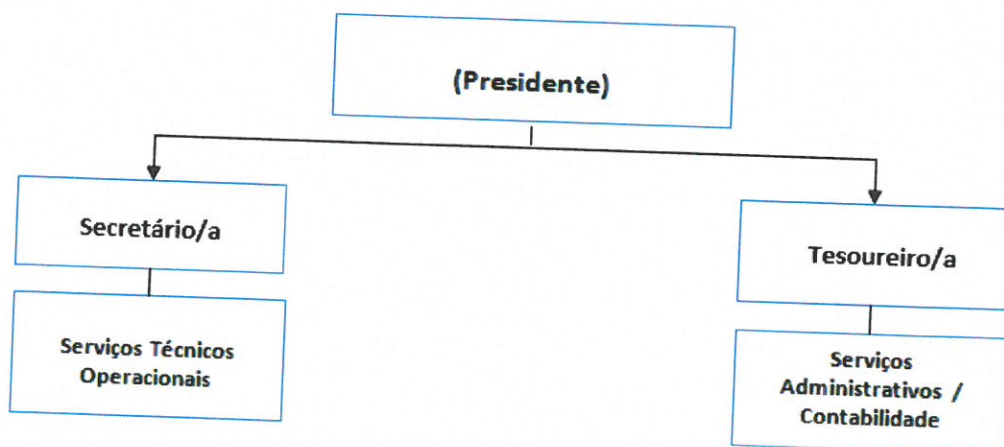 (Presidente)
Secretário/a
Tesoureiro/a
Serviços Técnicos
Operacionais
Serviços
Administrativos /
Contabilidade